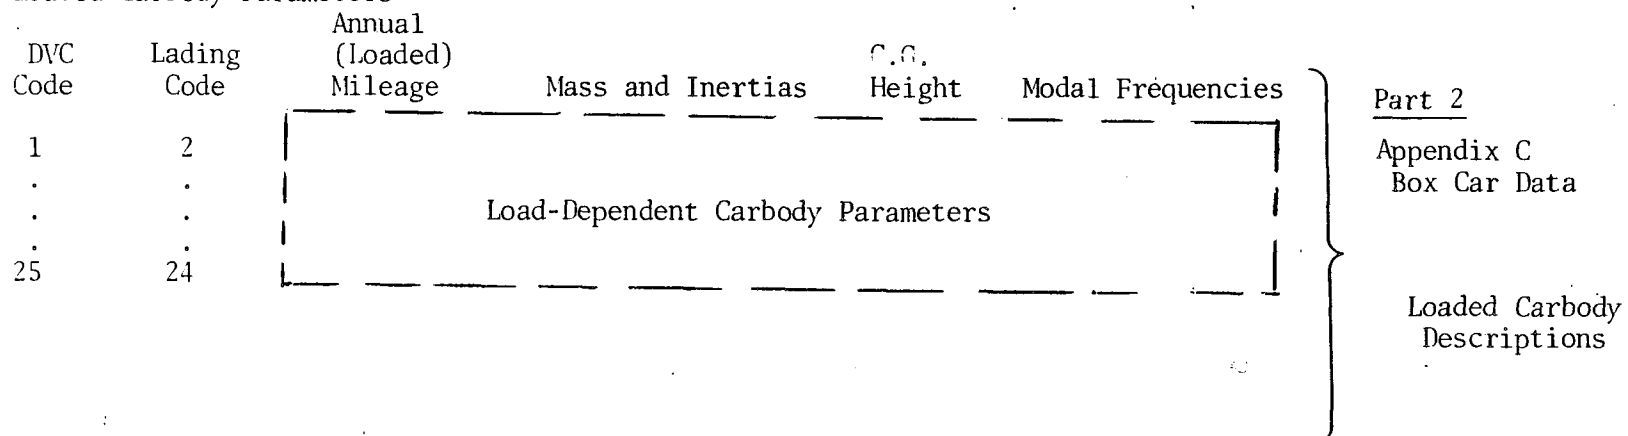 Annual
DVC Lading (Loaded) C.G.
Code Code Mileage Mass and Inertias Height Modal Frequencies
Part 2
1 2 Appendix C
. . Box Car Data
. . Load-Dependent Carbody Parameters
. .
25 24
Loaded Carbody
Descriptions